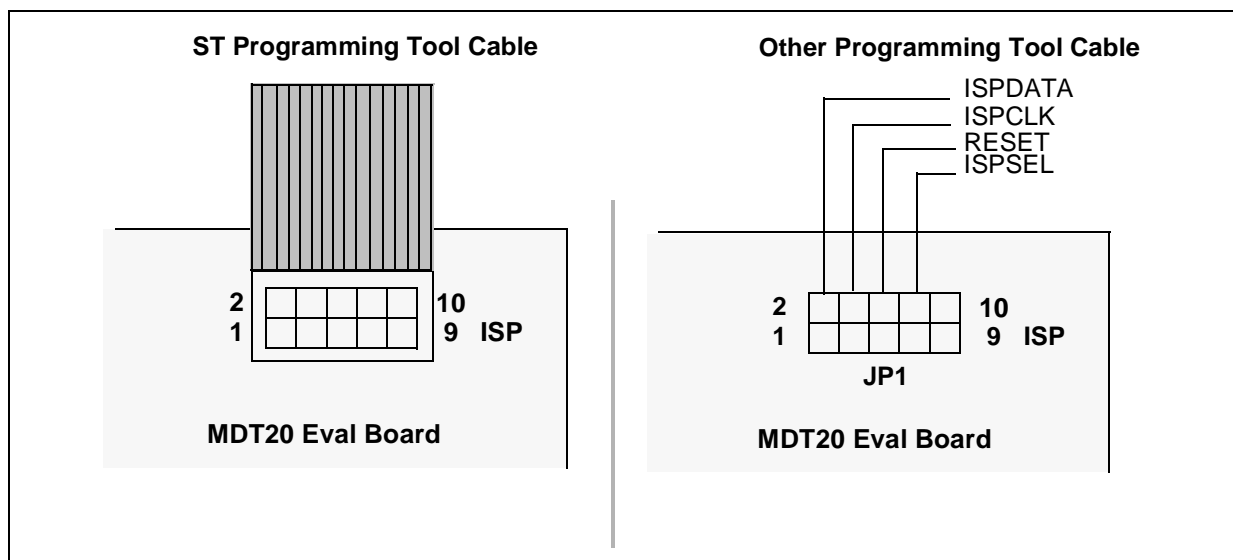 ST Programming Tool Cable
2 10
1 9 ISP
MDT20 Eval Board
Other Programming Tool Cable
ISPDATA
ISPCLK
RESET
ISPSEL
2 10
1 9 ISP
JP1
MDT20 Eval Board